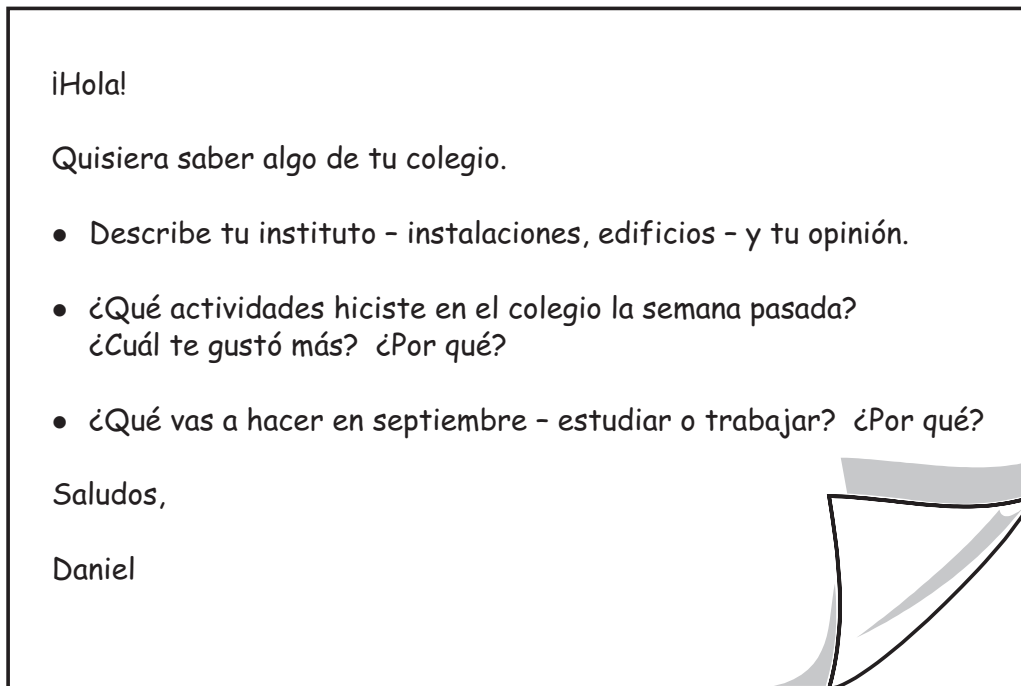 ¡Hola!
Quisiera saber algo de tu colegio.
● Describe tu instituto – instalaciones, edificios – y tu opinión.
● ¿Qué actividades hiciste en el colegio la semana pasada?
¿Cuál te gustó más? ¿Por qué?
● ¿Qué vas a hacer en septiembre – estudiar o trabajar? ¿Por qué?
Saludos,
Daniel